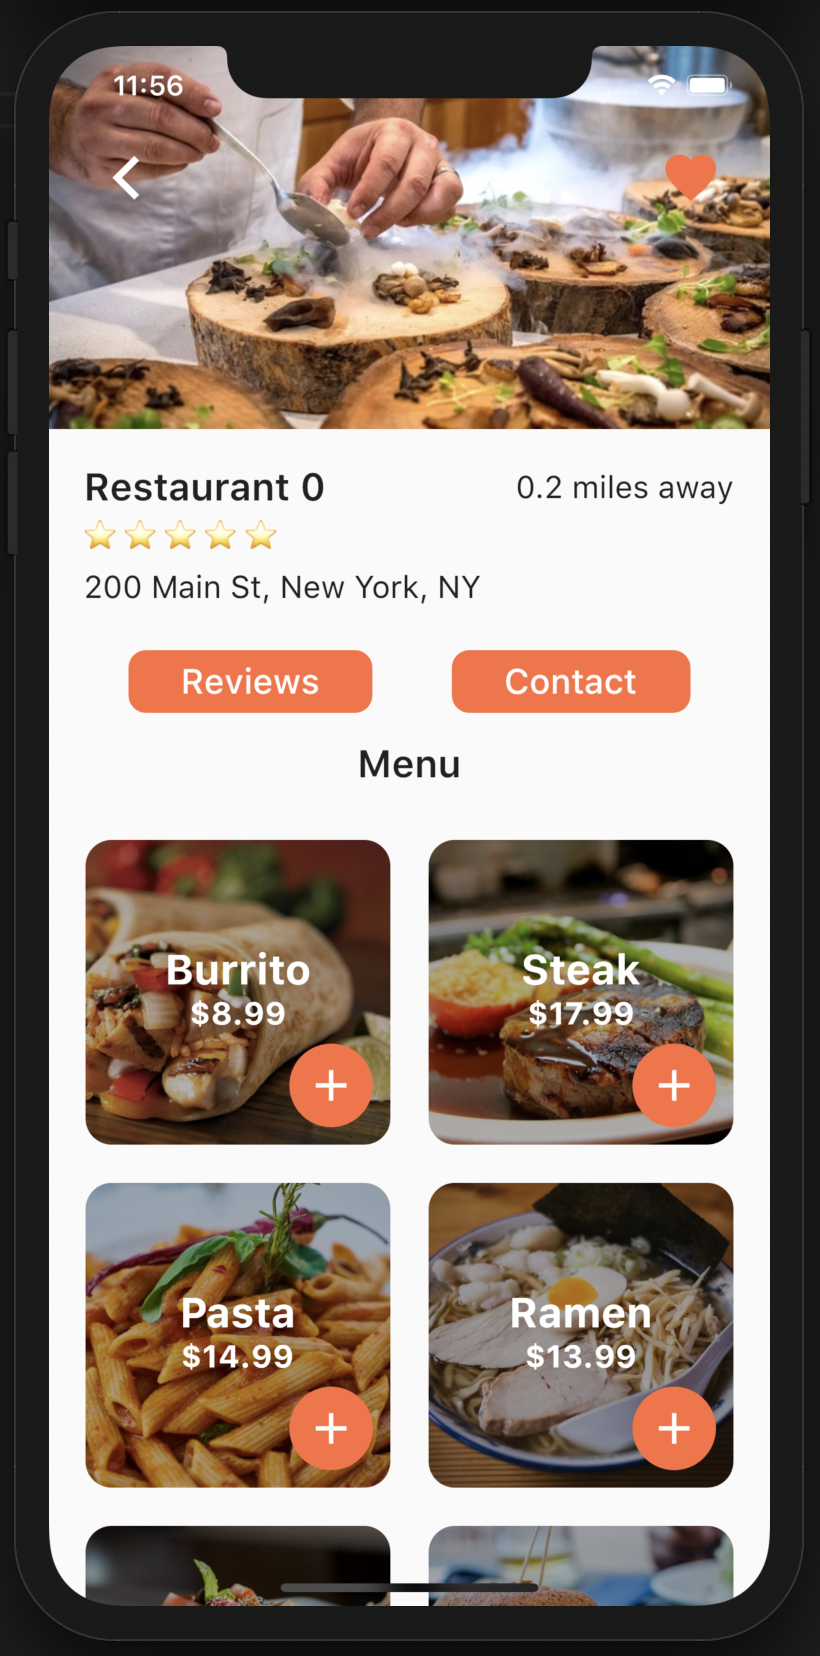 11:56
Restaurant 0
0.2 miles away
⭐⭐⭐⭐⭐
200 Main St, New York, NY
Reviews
Contact
Menu
Burrito
$8.99
+
Steak
$17.99
+
Pasta
$14.99
+
Ramen
$13.99
+